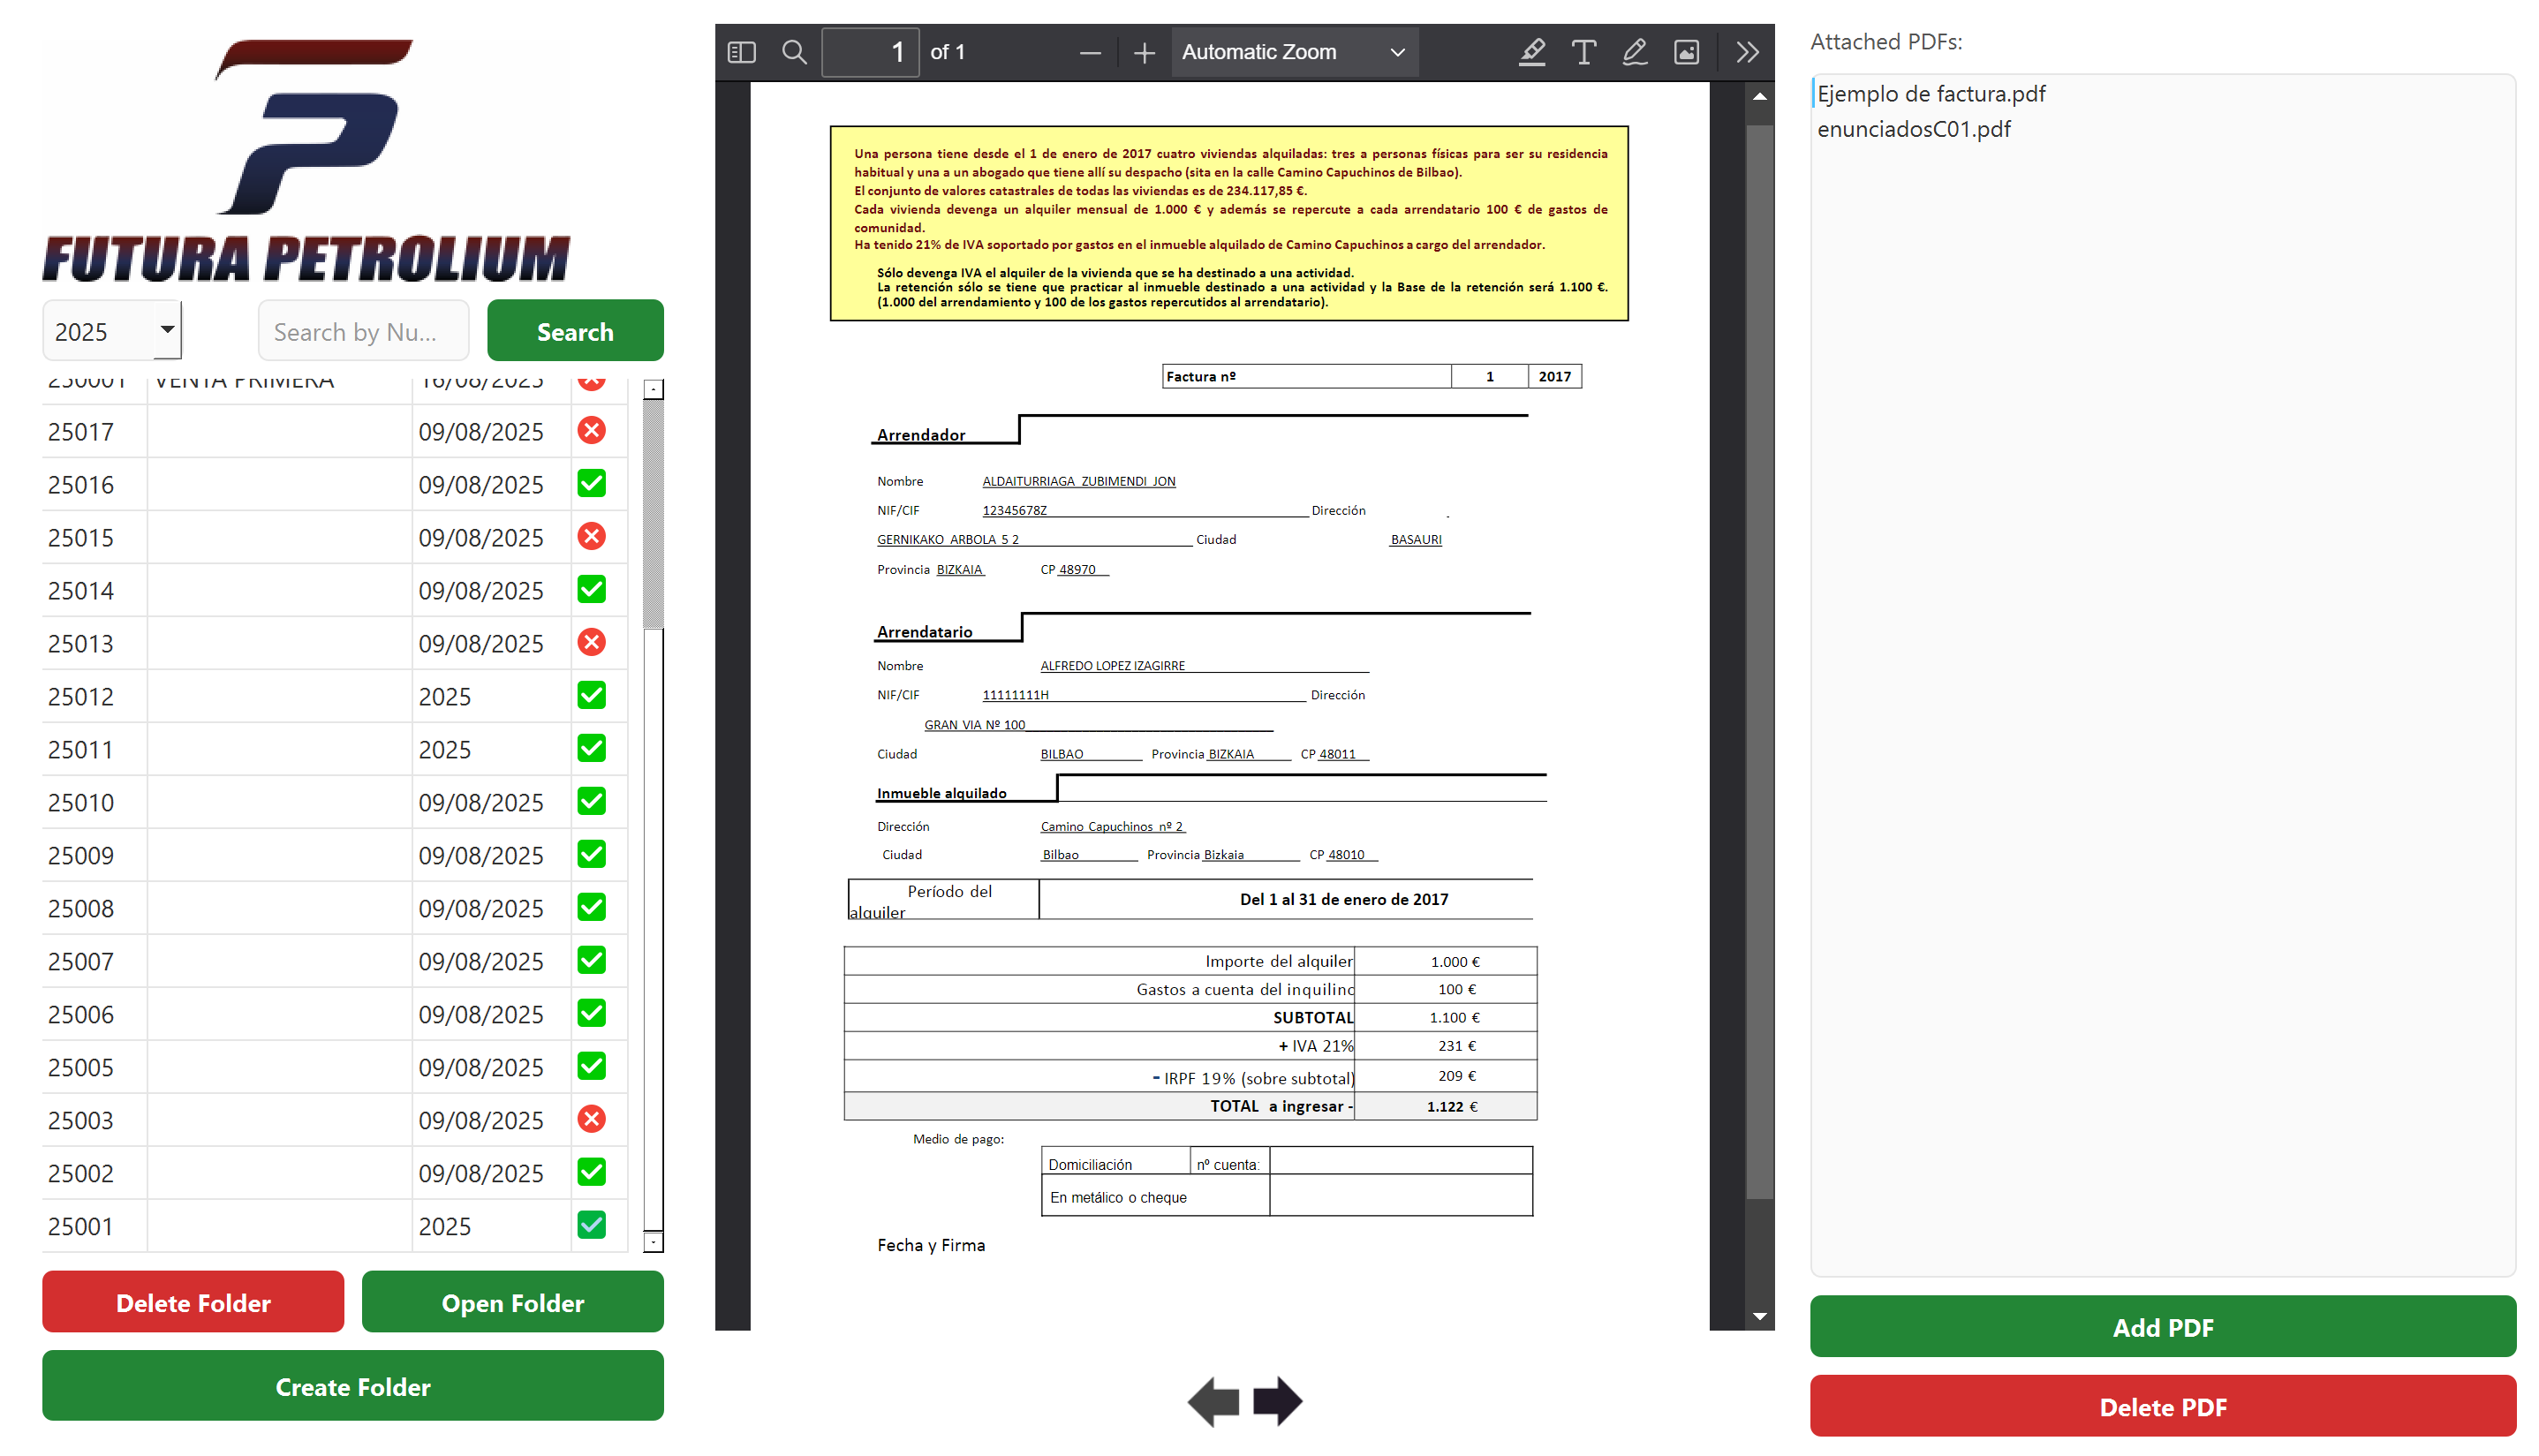 FUTURA PETROLIUM
2025
Search by Nu...
Search
250001 VENTA PRIMERA 16/08/2025
25017 09/08/2025
25016 09/08/2025
25015 09/08/2025
25014 09/08/2025
25013 09/08/2025
25012 2025
25011 2025
25010 09/08/2025
25009 09/08/2025
25008 09/08/2025
25007 09/08/2025
25006 09/08/2025
25005 09/08/2025
25003 09/08/2025
25002 09/08/2025
25001 2025
Delete Folder
Open Folder
Create Folder
1 of 1
Automatic Zoom
Una persona tiene desde el 1 de enero de 2017 cuatro viviendas alquiladas: tres a personas físicas para ser su residencia
habitual y una a un abogado que tiene allí su despacho (sita en la calle Camino Capuchinos de Bilbao).
El conjunto de valores catastrales de todas las viviendas es de 234.117,85 €.
Cada vivienda devenga un alquiler mensual de 1.000 € y además se repercute a cada arrendatario 100 € de gastos de
comunidad.
Ha tenido 21% de IVA soportado por gastos en el inmueble alquilado de Camino Capuchinos a cargo del arrendador.
Sólo devenga IVA el alquiler de la vivienda que se ha destinado a una actividad.
La retención sólo se tiene que practicar al inmueble destinado a una actividad y la Base de la retención será 1.100 €.
(1.000 del arrendamiento y 100 de los gastos repercutidos al arrendatario).
Factura nº 1 2017
Arrendador
Nombre ALDAITURRIAGA ZUBIMENDI JON
NIF/CIF 12345678Z Dirección .
GERNIKAKO ARBOLA 5 2 Ciudad BASAURI
Provincia BIZKAIA CP 48970
Arrendatario
Nombre ALFREDO LOPEZ IZAGIRRE
NIF/CIF 11111111H Dirección
GRAN VIA Nº 100
Ciudad BILBAO Provincia BIZKAIA CP 48011
Inmueble alquilado
Dirección Camino Capuchinos nº 2
Ciudad Bilbao Provincia Bizkaia CP 48010
Período del
alquiler
Del 1 al 31 de enero de 2017
Importe del alquiler 1.000 €
Gastos a cuenta del inquilino 100 €
SUBTOTAL 1.100 €
+ IVA 21% 231 €
- IRPF 19% (sobre subtotal) 209 €
TOTAL a ingresar - 1.122 €
Medio de pago:
Domiciliación nº cuenta:
En metálico o cheque
Fecha y Firma
Attached PDFs:
Ejemplo de factura.pdf
enunciadosC01.pdf
Add PDF
Delete PDF